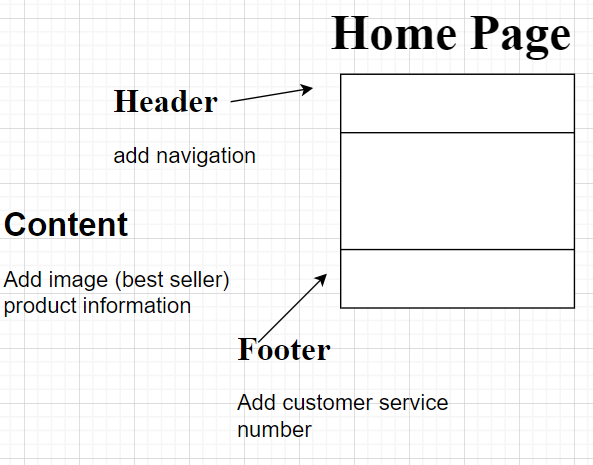 Home Page
Header
add navigation
Content
Add image (best seller)
product information
Footer
Add customer service
number